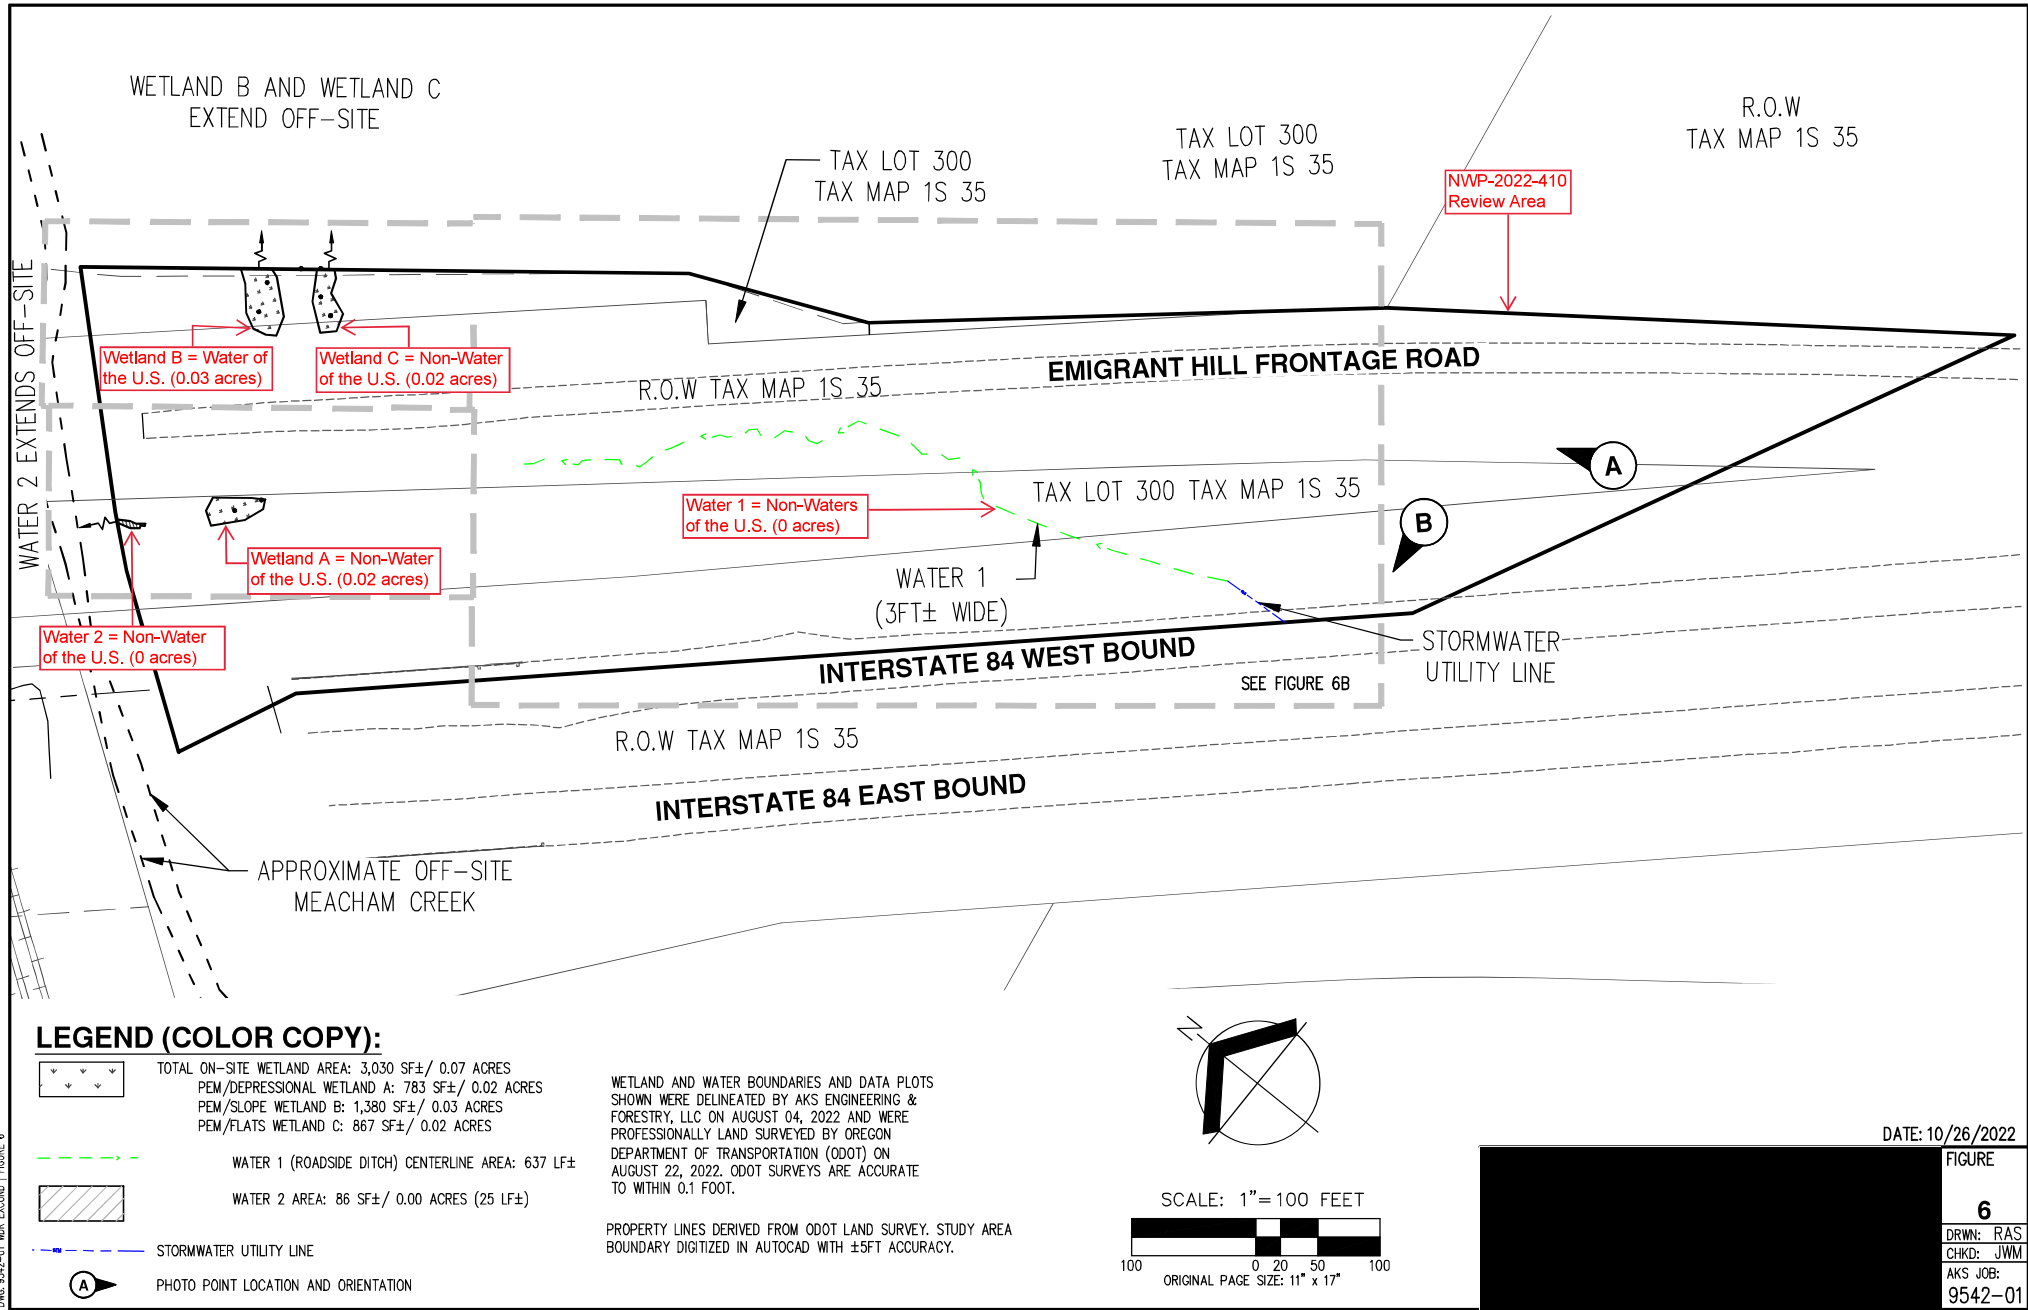 WETLAND B AND WETLAND C
EXTEND OFF-SITE
TAX LOT 300
TAX MAP 1S 35
TAX LOT 300
TAX MAP 1S 35
R.O.W
TAX MAP 1S 35
NWP-2022-410
Review Area
WATER 2 EXTENDS OFF-SITE
Wetland B = Water of
the U.S. (0.03 acres)
Wetland C = Non-Water
of the U.S. (0.02 acres)
R.O.W TAX MAP 1S 35
EMIGRANT HILL FRONTAGE ROAD
A
Water 1 = Non-Waters
of the U.S. (0 acres)
TAX LOT 300 TAX MAP 1S 35
B
Wetland A = Non-Water
of the U.S. (0.02 acres)
WATER 1
(3FT± WIDE)
Water 2 = Non-Water
of the U.S. (0 acres)
STORMWATER
UTILITY LINE
INTERSTATE 84 WEST BOUND
SEE FIGURE 6B
R.O.W TAX MAP 1S 35
INTERSTATE 84 EAST BOUND
APPROXIMATE OFF-SITE
MEACHAM CREEK
LEGEND (COLOR COPY):
TOTAL ON-SITE WETLAND AREA: 3,030 SF±/ 0.07 ACRES
PEM/DEPRESSIONAL WETLAND A: 783 SF±/ 0.02 ACRES
PEM/SLOPE WETLAND B: 1,380 SF±/ 0.03 ACRES
PEM/FLATS WETLAND C: 867 SF±/ 0.02 ACRES
WATER 1 (ROADSIDE DITCH) CENTERLINE AREA: 637 LF±
WATER 2 AREA: 86 SF±/ 0.00 ACRES (25 LF±)
STORMWATER UTILITY LINE
A
PHOTO POINT LOCATION AND ORIENTATION
WETLAND AND WATER BOUNDARIES AND DATA PLOTS
SHOWN WERE DELINEATED BY AKS ENGINEERING &
FORESTRY, LLC ON AUGUST 04, 2022 AND WERE
PROFESSIONALLY LAND SURVEYED BY OREGON
DEPARTMENT OF TRANSPORTATION (ODOT) ON
AUGUST 22, 2022. ODOT SURVEYS ARE ACCURATE
TO WITHIN 0.1 FOOT.
PROPERTY LINES DERIVED FROM ODOT LAND SURVEY. STUDY AREA
BOUNDARY DIGITIZED IN AUTOCAD WITH ±5FT ACCURACY.
N
SCALE: 1"=100 FEET
100 0 20 50 100
ORIGINAL PAGE SIZE: 11" x 17"
DATE: 10/26/2022
FIGURE
6
DRWN: RAS
CHKD: JWM
AKS JOB:
9542-01